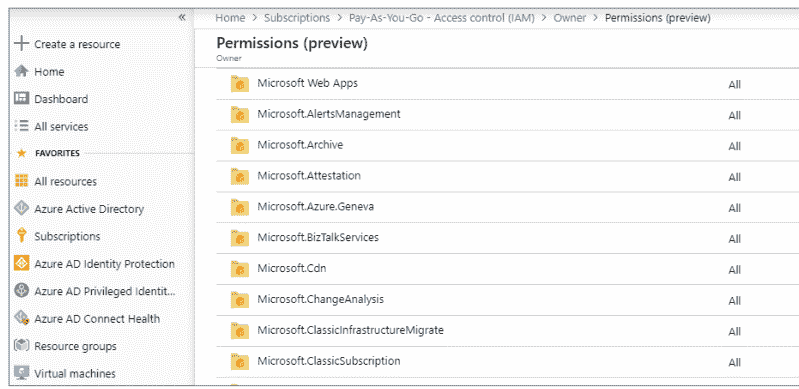 «
Home > Subscriptions > Pay-As-You-Go - Access control (IAM) > Owner > Permissions (preview)
Permissions (preview)
Owner
Create a resource
Home
Dashboard
All services
FAVORITES
All resources
Azure Active Directory
Subscriptions
Azure AD Identity Protection
Azure AD Privileged Identit...
Azure AD Connect Health
Resource groups
Virtual machines
Microsoft Web Apps All
Microsoft.AlertsManagement All
Microsoft.Archive All
Microsoft.Attestation All
Microsoft.Azure.Geneva All
Microsoft.BizTalkServices All
Microsoft.Cdn All
Microsoft.ChangeAnalysis All
Microsoft.ClassicInfrastructureMigrate All
Microsoft.ClassicSubscription All